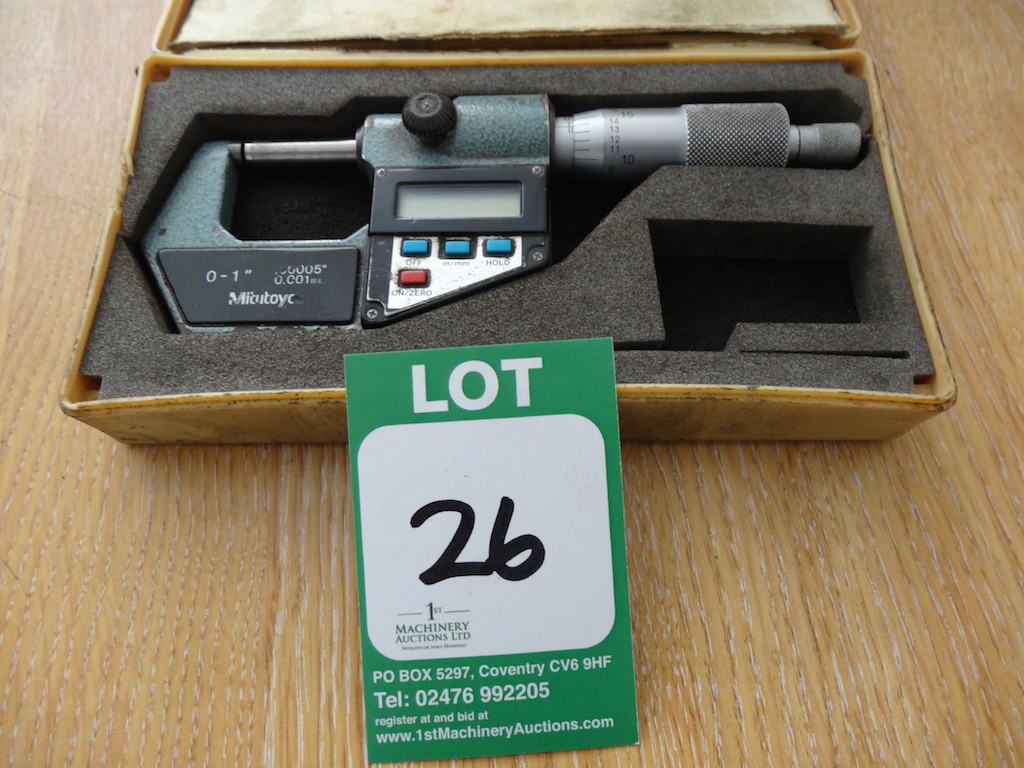 15
14
13
12
11
10
OFF
in/mm
HOLD
ON/ZERO
0-1" .00005"
0.001mm
Mitutoyo
LOT
26
1ST
MACHINERY
AUCTIONS LTD
PO BOX 5297, Coventry CV6 9HF
Tel: 02476 992205
register at and bid at
www.1stMachineryAuctions.com